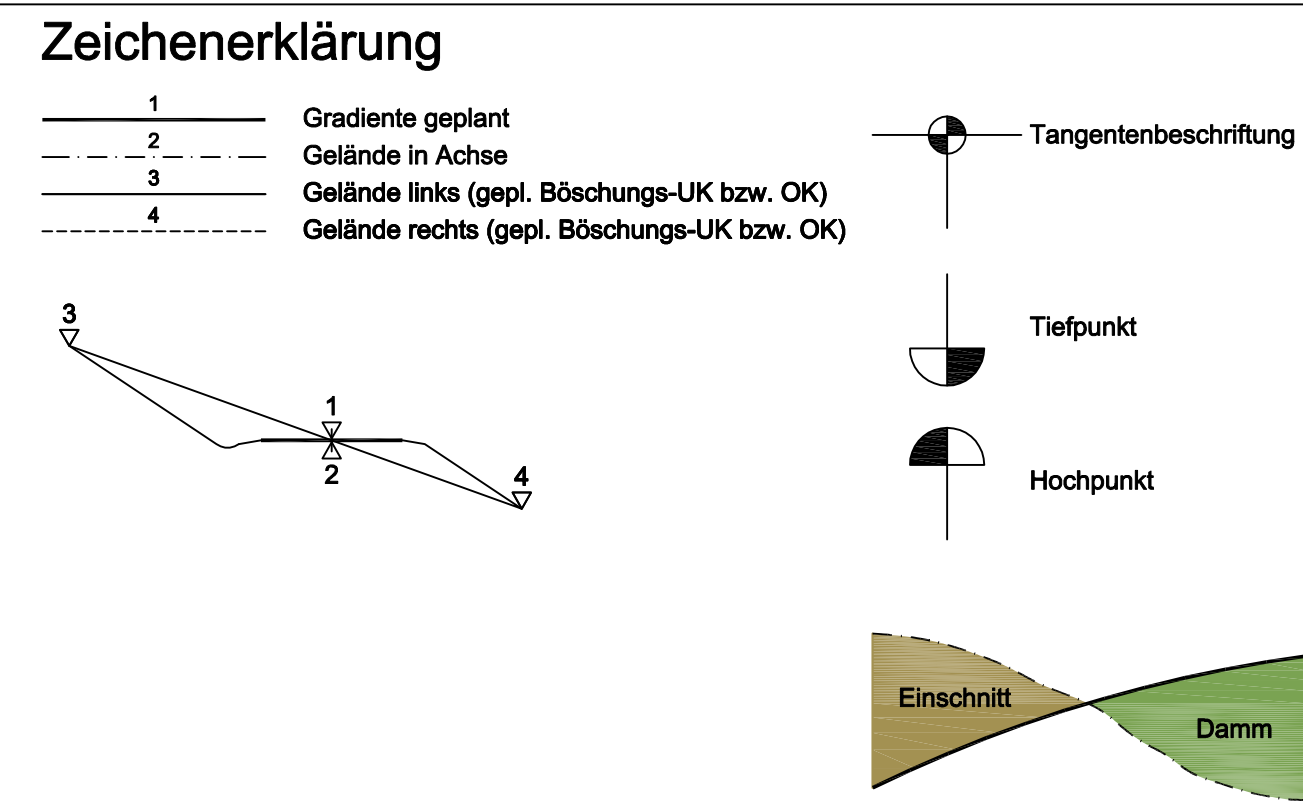 Zeichenerklärung
1
Gradiente geplant
2
Gelände in Achse
3
Gelände links (gepl. Böschungs-UK bzw. OK)
4
Gelände rechts (gepl. Böschungs-UK bzw. OK)
Tangentenbeschriftung
3
1
2
4
Tiefpunkt
Hochpunkt
Einschnitt
Damm